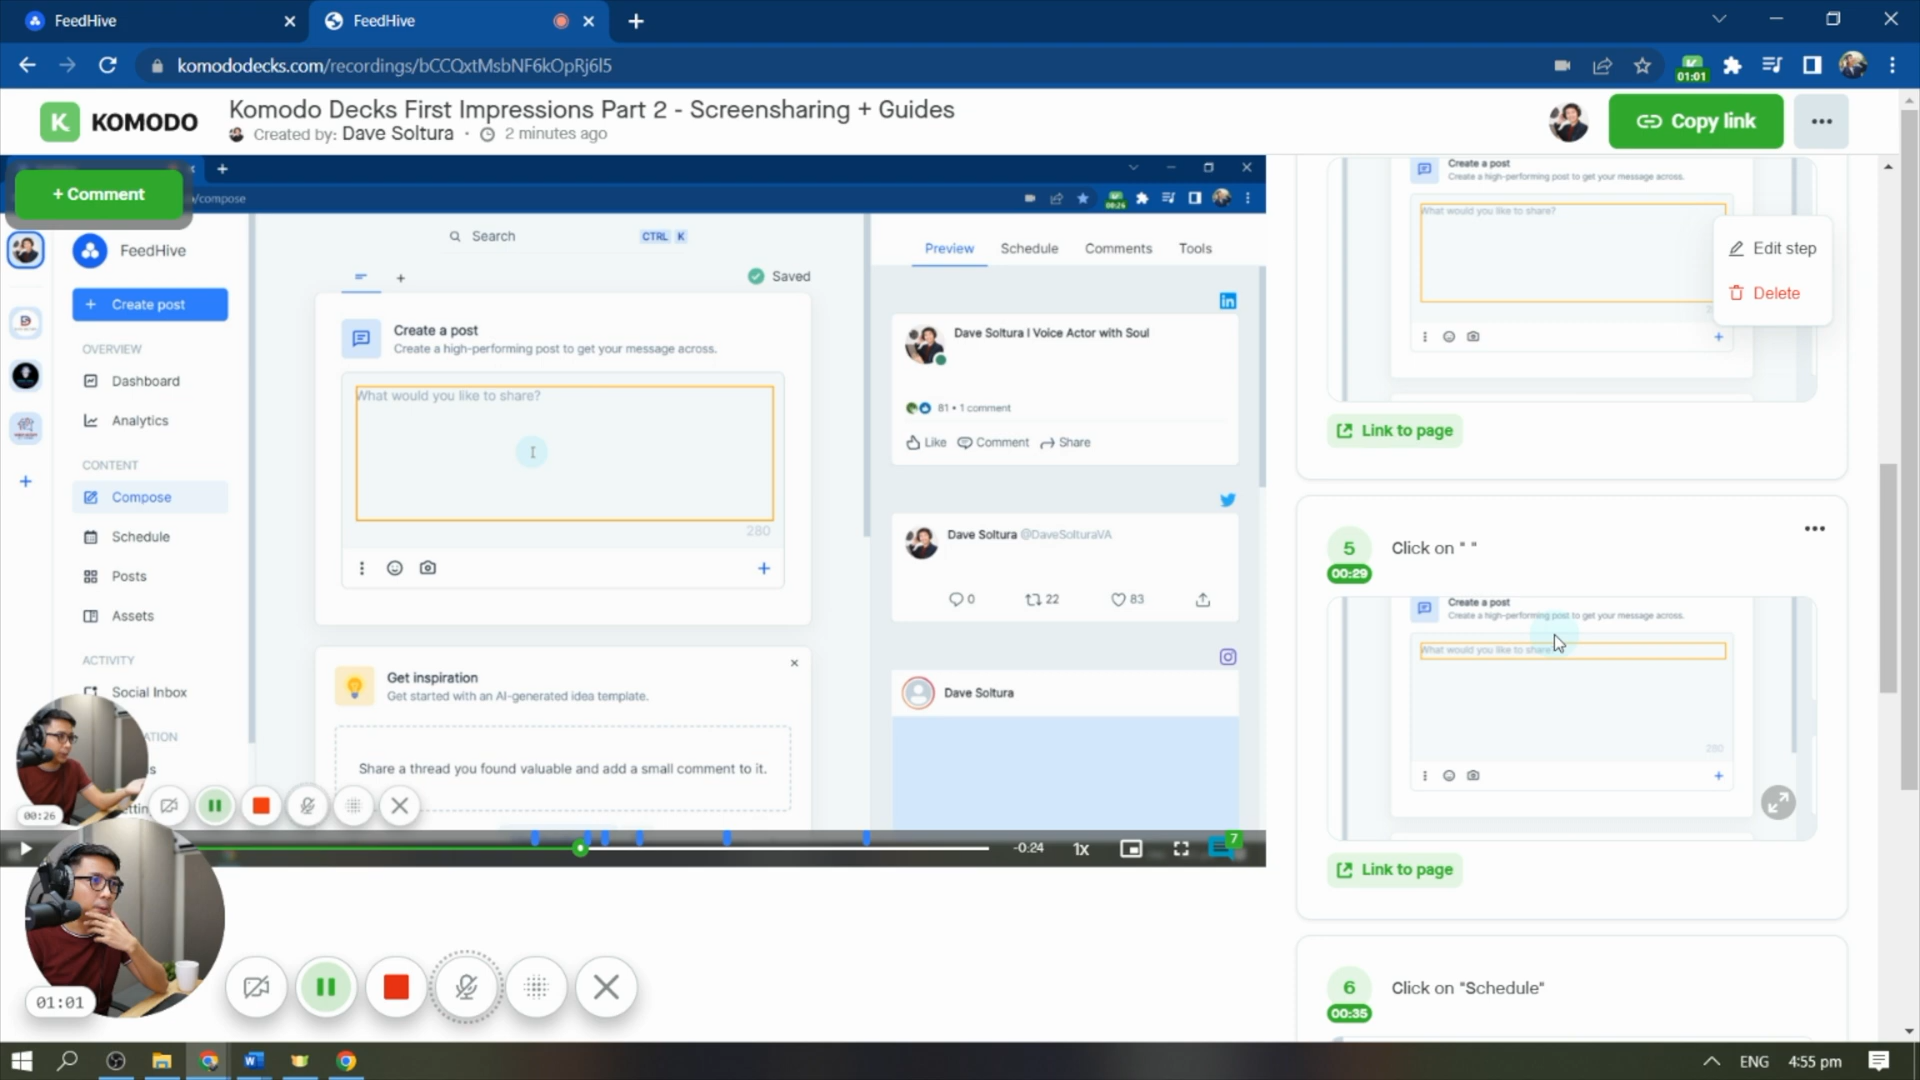 FeedHive
FeedHive
komododecks.com/recordings/bCCQxtMsbNF6kOpRj6l5
01:01
K KOMODO
Komodo Decks First Impressions Part 2 - Screensharing + Guides
Created by: Dave Soltura · 2 minutes ago
Copy link
+ Comment
/compose
00:26
FeedHive
Create post
OVERVIEW
Dashboard
Analytics
CONTENT
Compose
Schedule
Posts
Assets
ACTIVITY
Social Inbox
Search
CTRL K
Saved
Create a post
Create a high-performing post to get your message across.
What would you like to share?
280
Get inspiration
Get started with an AI-generated idea template.
Share a thread you found valuable and add a small comment to it.
Preview
Schedule
Comments
Tools
Dave Soltura I Voice Actor with Soul
81 • 1 comment
Like
Comment
Share
Dave Soltura @DaveSolturaVA
0
22
83
Dave Soltura
00:26
-0:24
1x
7
01:01
Create a post
Create a high-performing post to get your message across.
What would you like to share?
Edit step
Delete
Link to page
5
00:29
Click on " "
Create a post
Create a high-performing post to get your message across.
What would you like to share
280
Link to page
6
00:35
Click on "Schedule"
ENG
4:55 pm